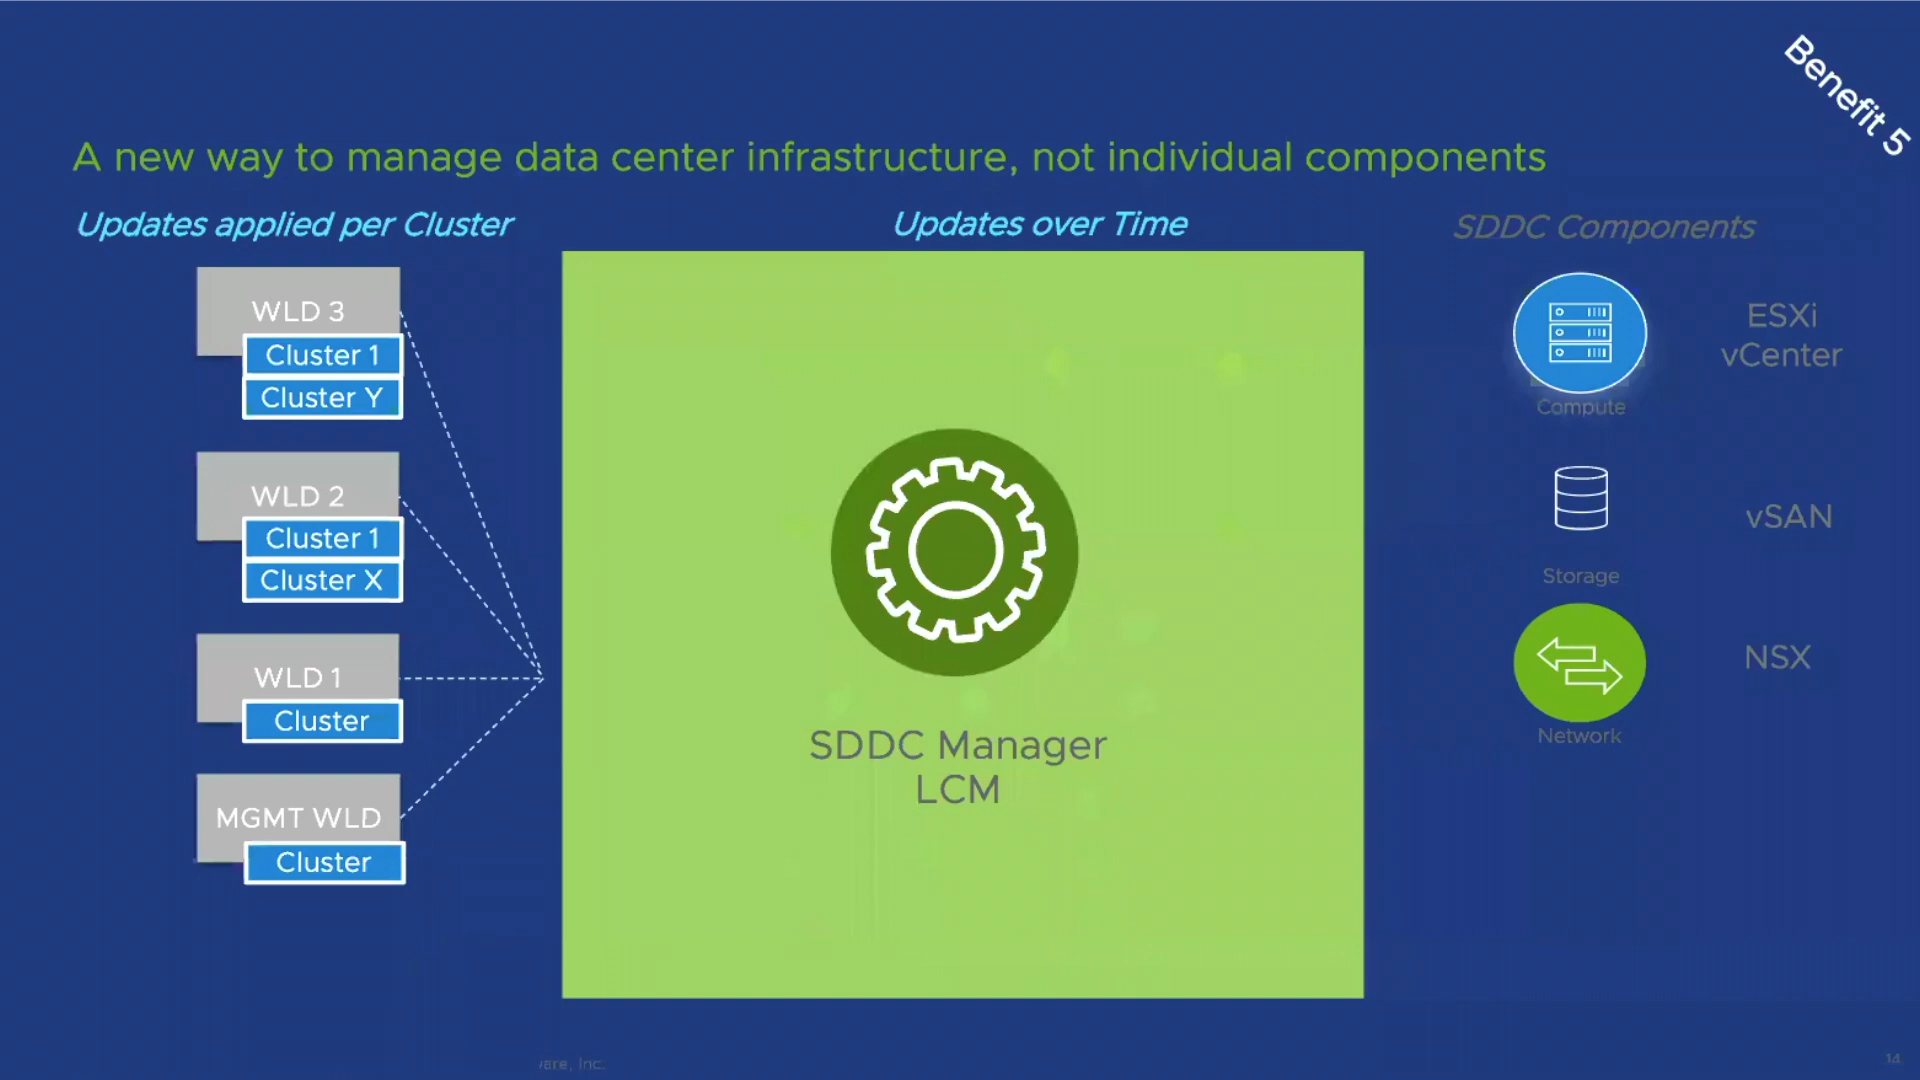 Benefit 5
A new way to manage data center infrastructure, not individual components
Updates applied per Cluster
Updates over Time
SDDC Components
WLD 3
Cluster 1
Cluster Y
WLD 2
Cluster 1
Cluster X
WLD 1
Cluster
MGMT WLD
Cluster
SDDC Manager
LCM
ESXi
vCenter
Compute
vSAN
Storage
NSX
Network
Inc.
14